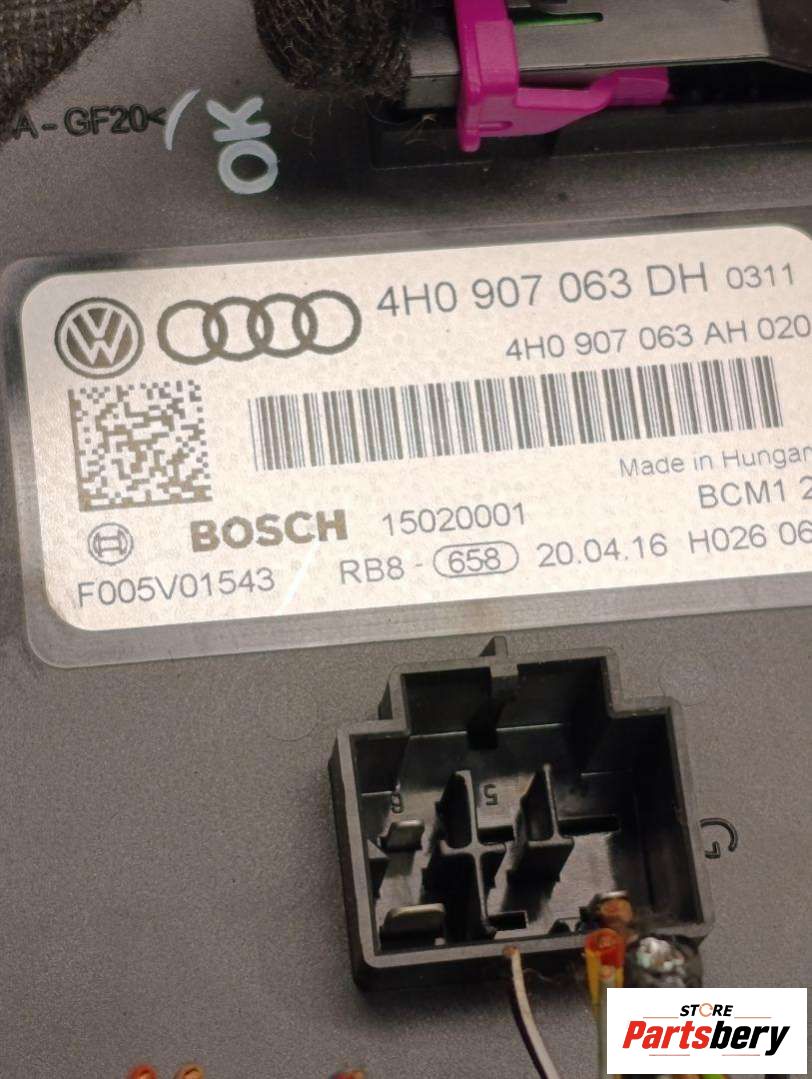 A-GF20<
OK
4H0 907 063 DH 0311
4H0 907 063 AH 020
Made in Hungar
BCM1 2
BOSCH 15020001
F005V01543 RB8 - 658 20.04.16 H026 06
6 5
G
STORE
Partsbery